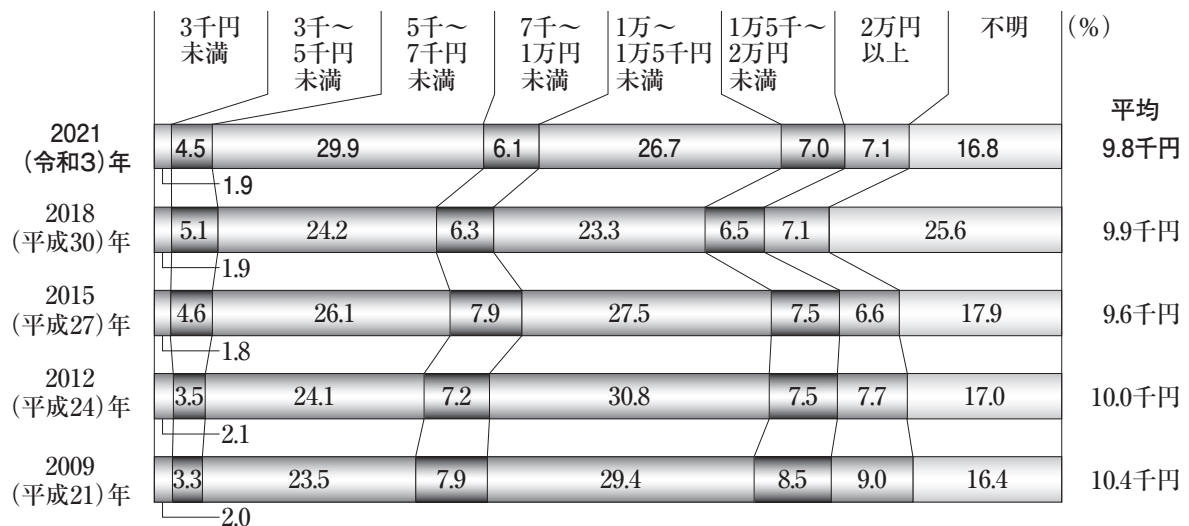 3千円
未満
3千〜
5千円
未満
5千〜
7千円
未満
7千〜
1万円
未満
1万〜
1万5千円
未満
1万5千〜
2万円
未満
2万円
以上
不明
(%)
平均
2021
(令和3)年
4.5 29.9 6.1 26.7 7.0 7.1 16.8 9.8千円
1.9
2018
(平成30)年
5.1 24.2 6.3 23.3 6.5 7.1 25.6 9.9千円
1.9
2015
(平成27)年
4.6 26.1 7.9 27.5 7.5 6.6 17.9 9.6千円
1.8
2012
(平成24)年
3.5 24.1 7.2 30.8 7.5 7.7 17.0 10.0千円
2.1
2009
(平成21)年
3.3 23.5 7.9 29.4 8.5 9.0 16.4 10.4千円
2.0